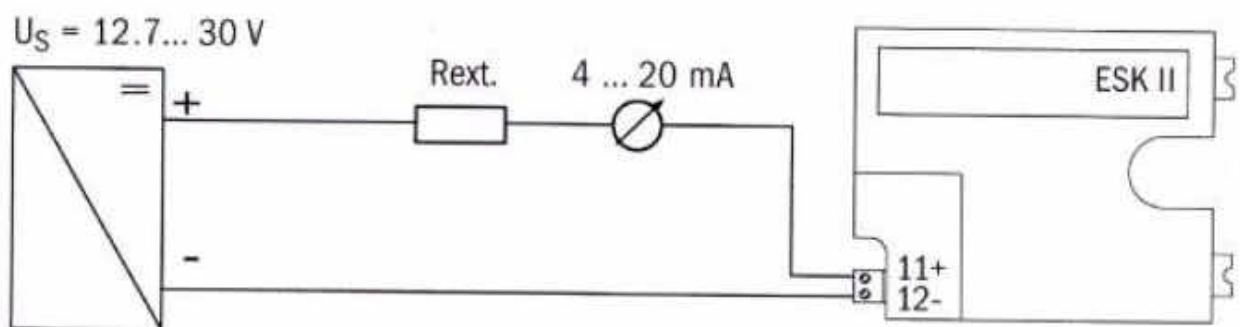 U_S = 12.7... 30 V
=
+
Rext.
4 ... 20 mA
ESK II
-
11+
12-